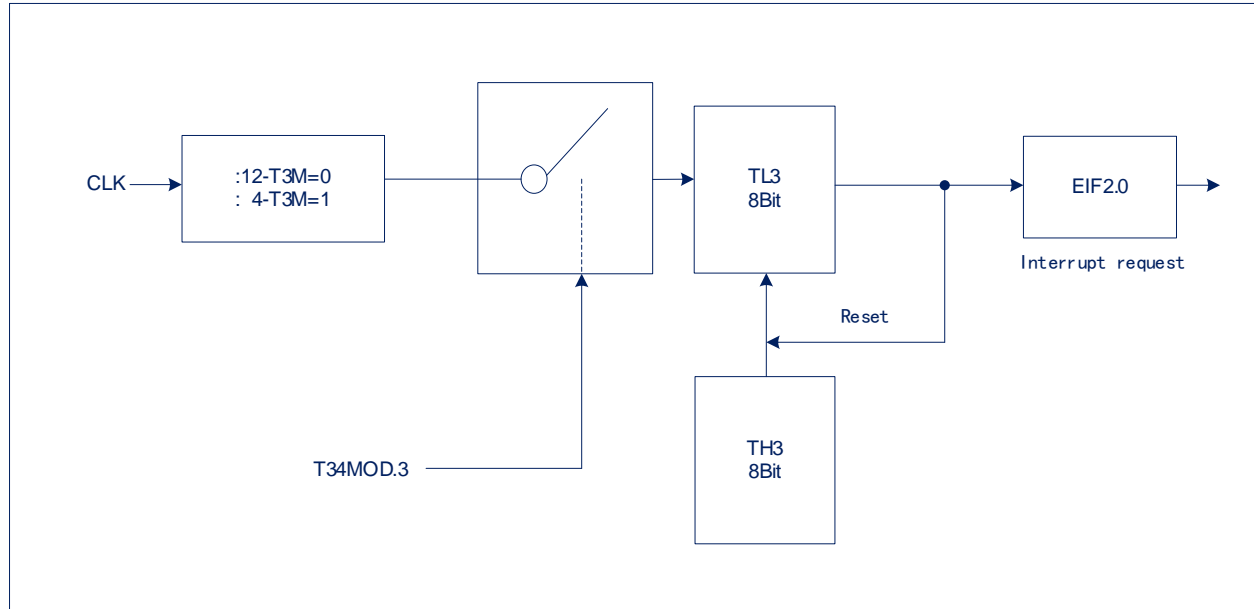 :12-T3M=0
: 4-T3M=1
CLK
TL3
8Bit
EIF2.0
Interrupt request
Reset
TH3
8Bit
T34MOD.3